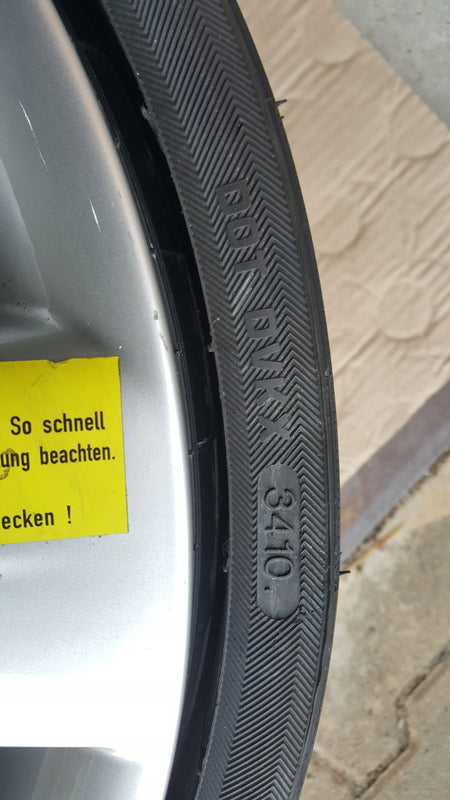 So schnell
ung beachten.
ecken !
DOT DVKX
3410